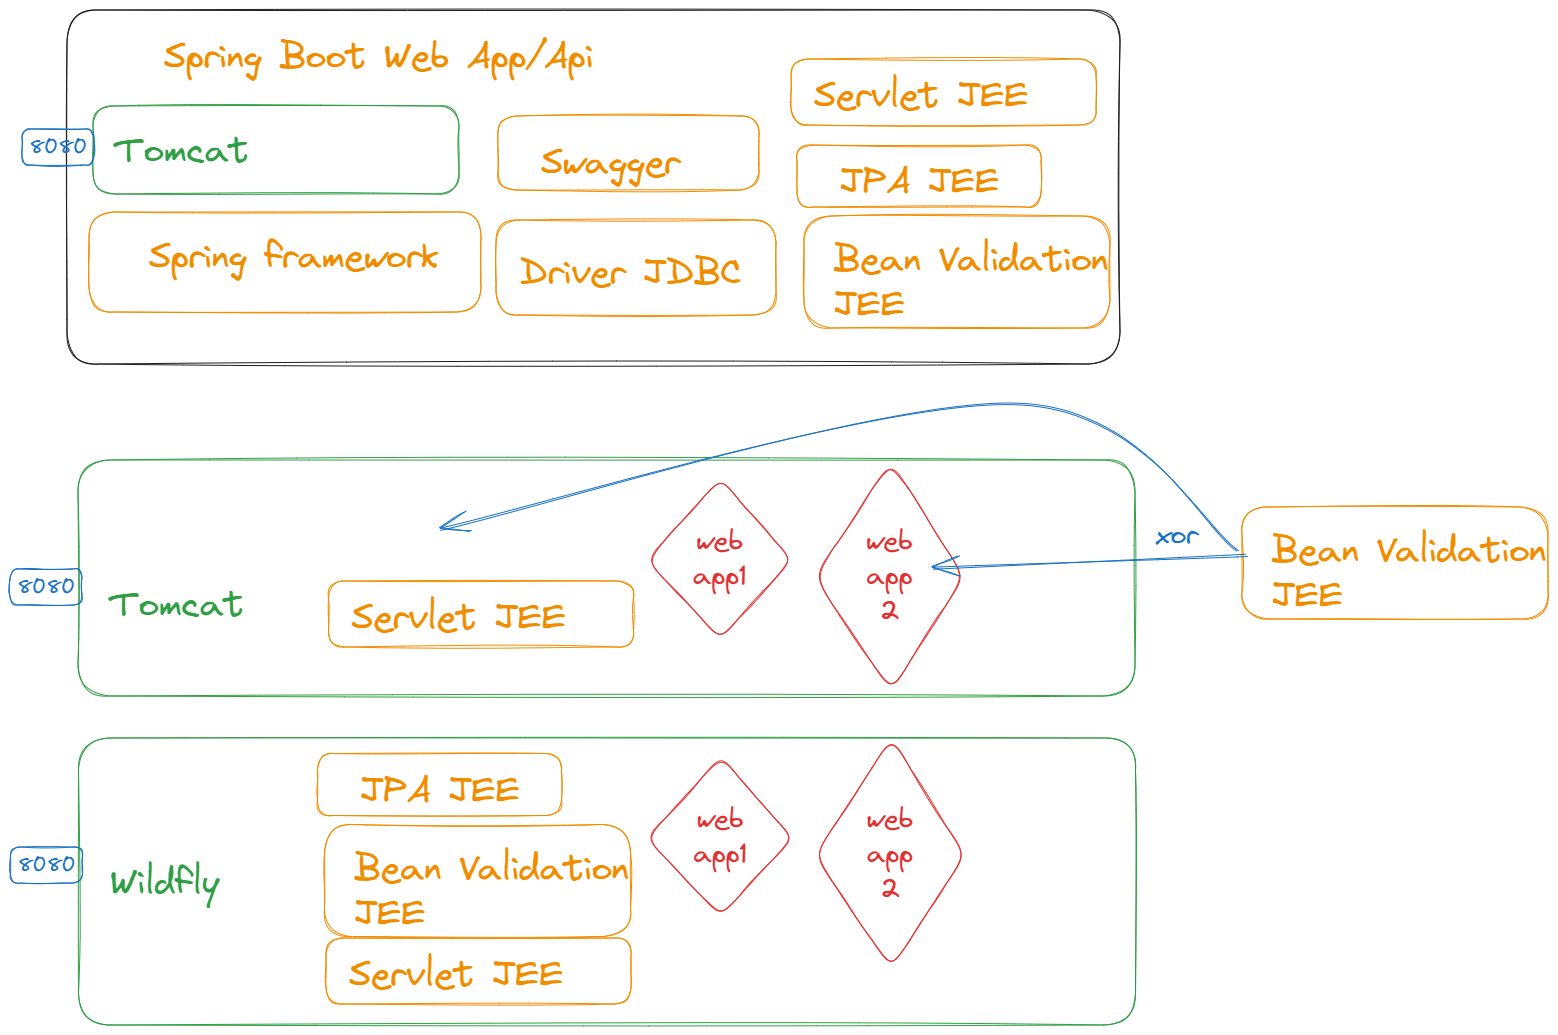 Spring Boot Web App/Api
Servlet JEE
8080
Tomcat
Swagger
JPA JEE
Spring framework
Driver JDBC
Bean Validation
JEE
8080
Tomcat
Servlet JEE
web
app1
web
app
2
xor
Bean Validation
JEE
8080
Wildfly
JPA JEE
Bean Validation
JEE
Servlet JEE
web
app1
web
app
2